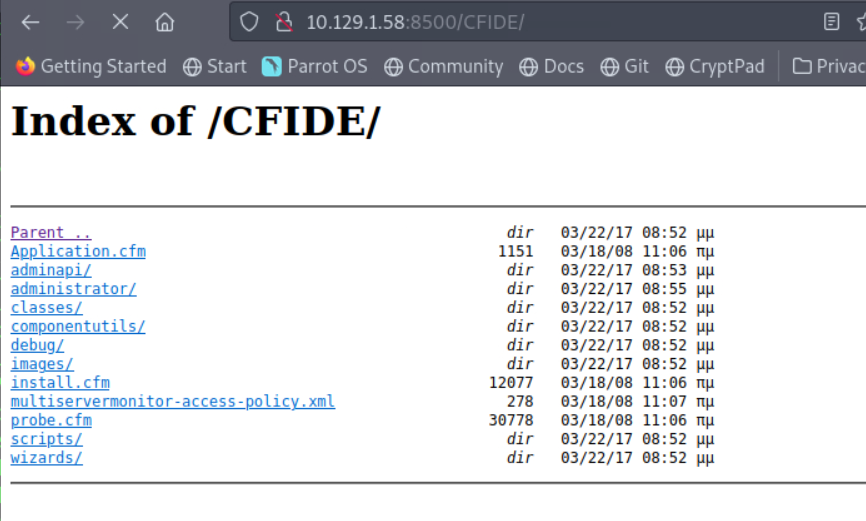 10.129.1.58:8500/CFIDE/
Getting Started Start Parrot OS Community Docs Git CryptPad Privac
Index of /CFIDE/
Parent .. dir 03/22/17 08:52 μμ
Application.cfm 1151 03/18/08 11:06 πμ
adminapi/ dir 03/22/17 08:53 μμ
administrator/ dir 03/22/17 08:55 μμ
classes/ dir 03/22/17 08:52 μμ
componentutils/ dir 03/22/17 08:52 μμ
debug/ dir 03/22/17 08:52 μμ
images/ dir 03/22/17 08:52 μμ
install.cfm 12077 03/18/08 11:06 πμ
multiservermonitor-access-policy.xml 278 03/18/08 11:07 πμ
probe.cfm 30778 03/18/08 11:06 πμ
scripts/ dir 03/22/17 08:52 μμ
wizards/ dir 03/22/17 08:52 μμ